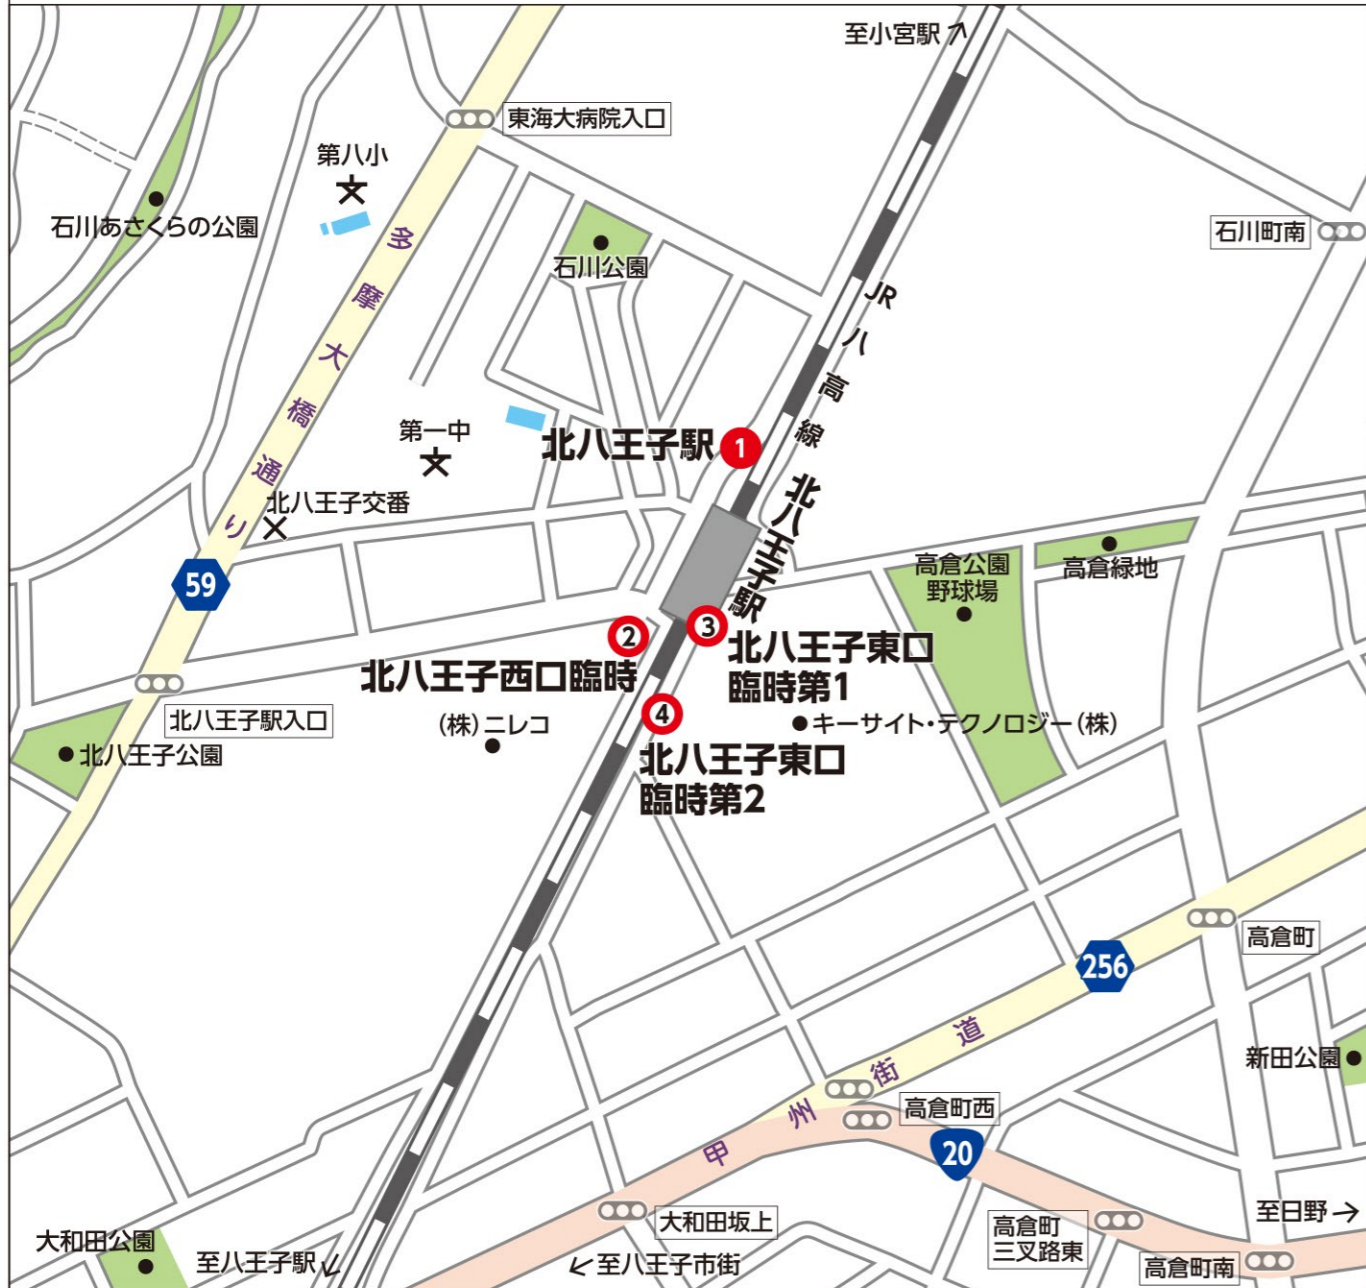 至小宮駅
東海大病院入口
第八小
石川あさくらの公園
石川町南
多摩大橋通り
石川公園
JR八高線
第一中
北八王子駅
1
北八王子駅
北八王子交番
59
高倉公園
野球場
高倉緑地
2
3
北八王子西口臨時
北八王子東口
臨時第1
4
北八王子駅入口
(株)ニレコ
キーサイト・テクノロジー(株)
北八王子公園
北八王子東口
臨時第2
高倉町
256
新田公園
甲州街道
高倉町西
20
大和田坂上
高倉町
三叉路東
至日野
大和田公園
至八王子駅
至八王子市街
高倉町南